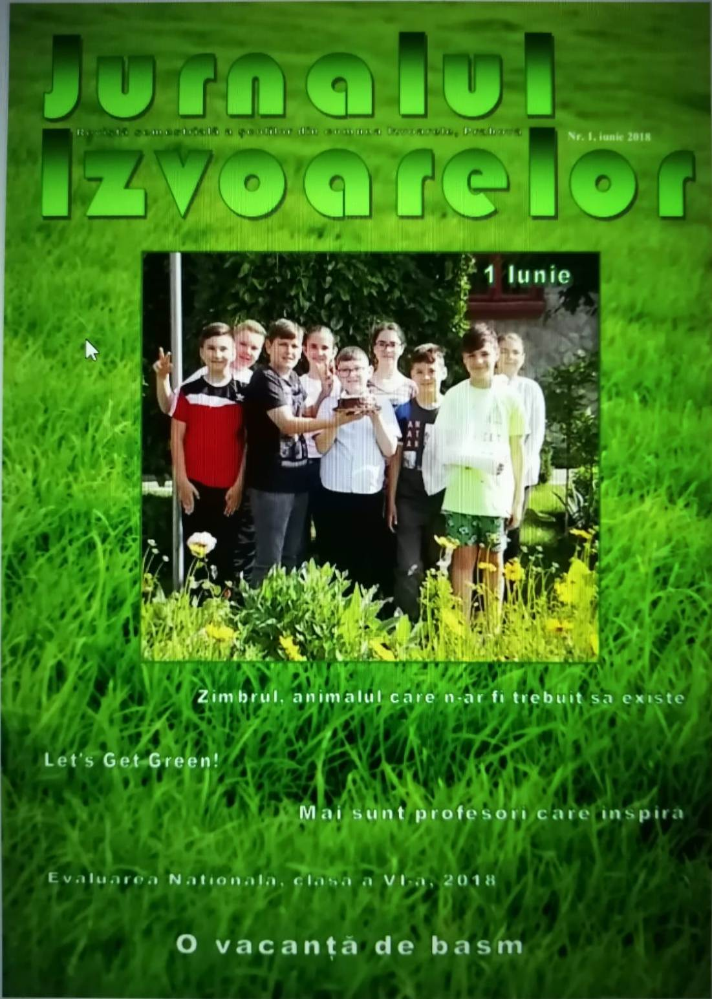 Jurnalul
Revistă semestrială a școlilor din comuna Izvoarele, Prahova
Nr. 1, iunie 2018
Izvoarelor
1 Iunie
Zimbrul, animalul care n-ar fi trebuit sa existe
Let's Get Green!
Mai sunt profesori care inspira
Evaluarea Nationala, clasa a VI-a, 2018
O vacanță de basm